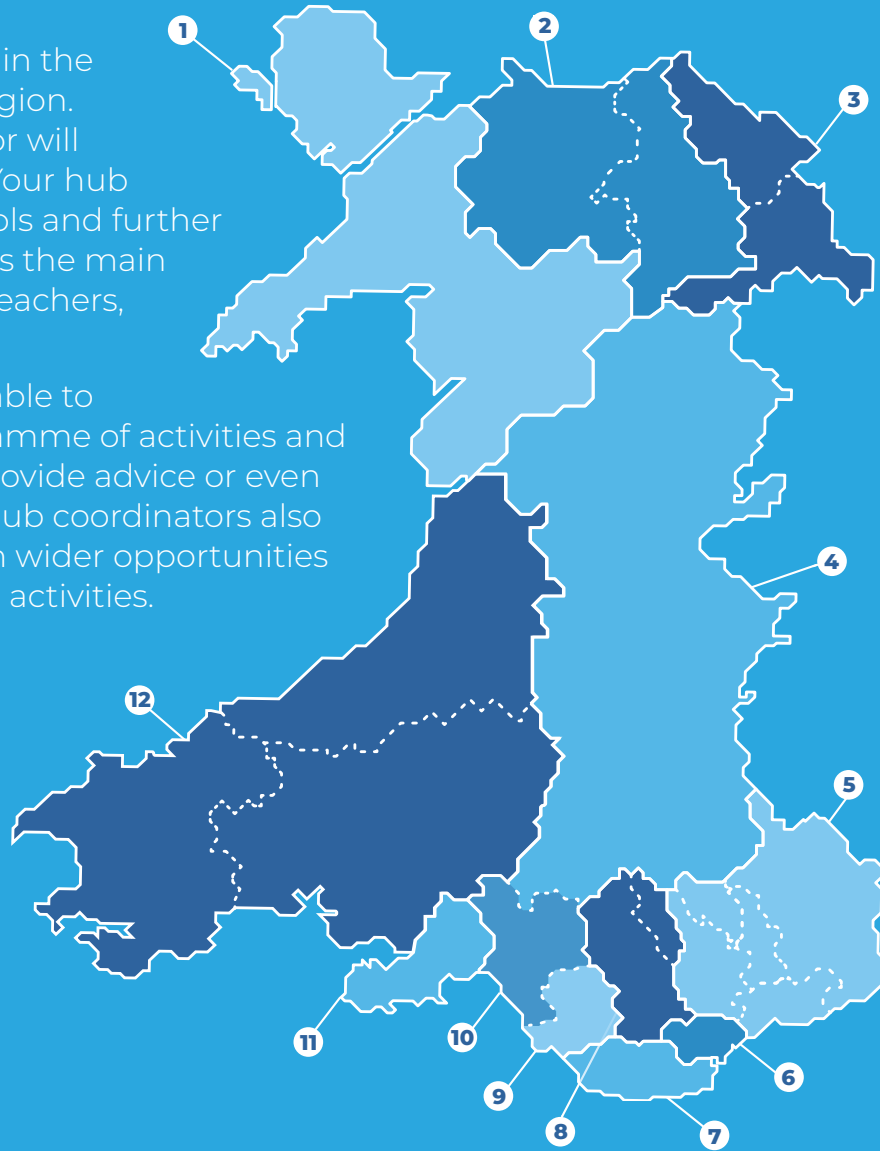 in the
gion.
or will
Your hub
ols and further
s the main
eachers,
able to
amme of activities and
ovide advice or even
ub coordinators also
n wider opportunities
activities.
1
2
3
4
5
6
7
8
9
10
11
12